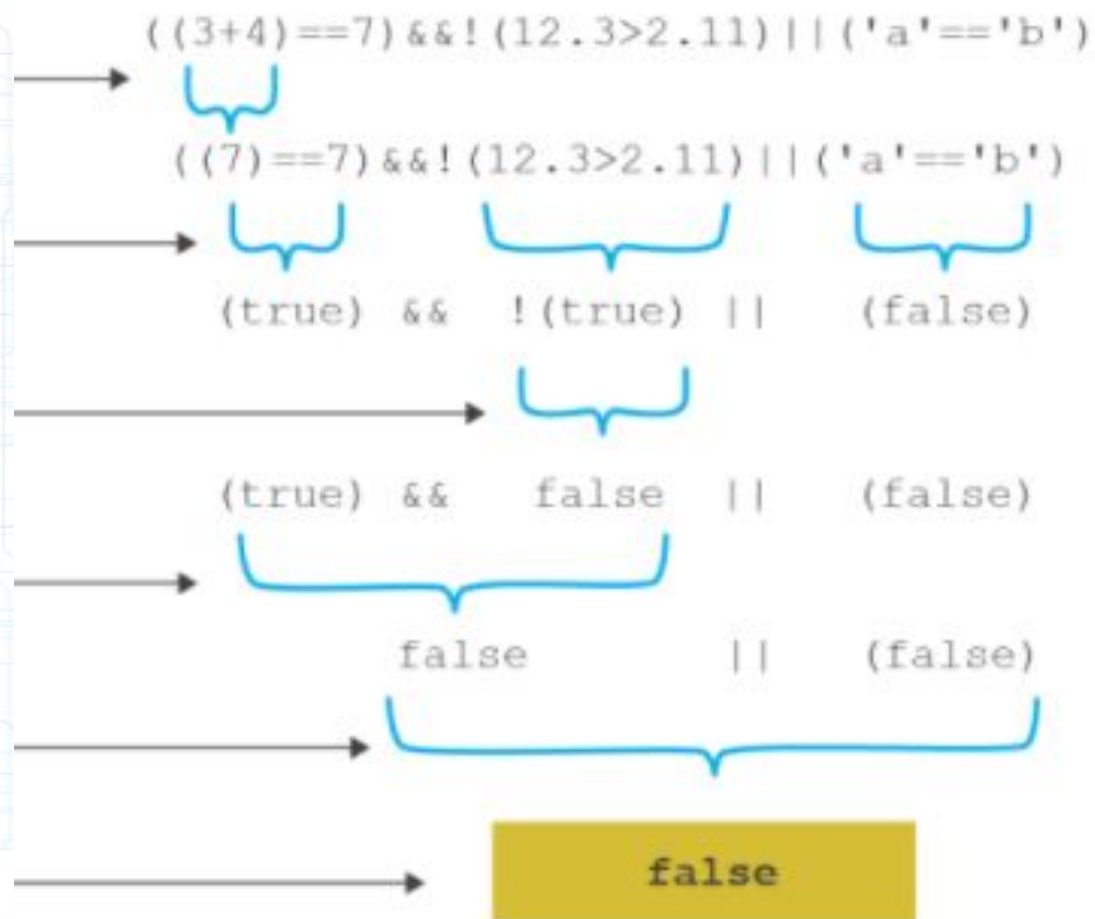 ((3+4)==7)&&!(12.3>2.11)||('a'=='b')
((7)==7)&&!(12.3>2.11)||('a'=='b')
(true) && !(true) || (false)
(true) && false || (false)
false || (false)
false